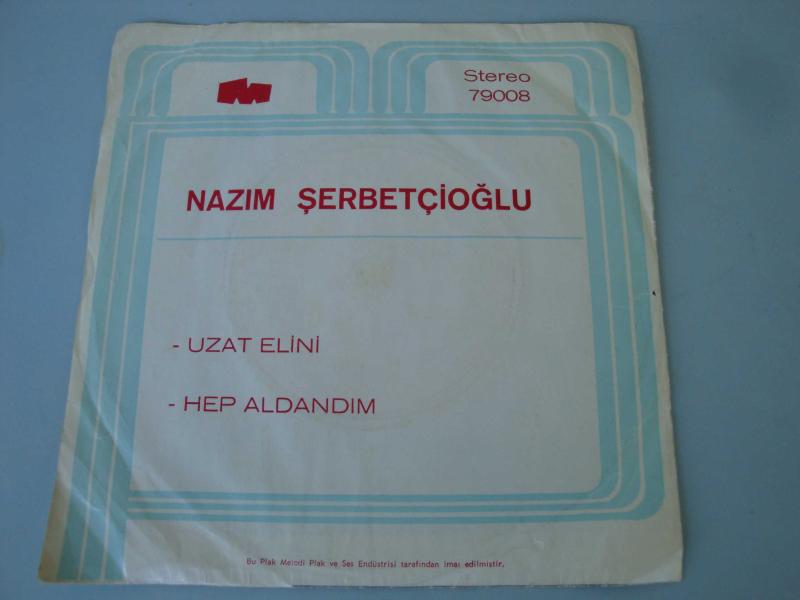 Stereo
79008
NAZIM ŞERBETÇİOĞLU
- UZAT ELİNİ
- HEP ALDANDIM
Bu Plak Melodi Plak ve Ses Endüstrisi tarafından imal edilmiştir.